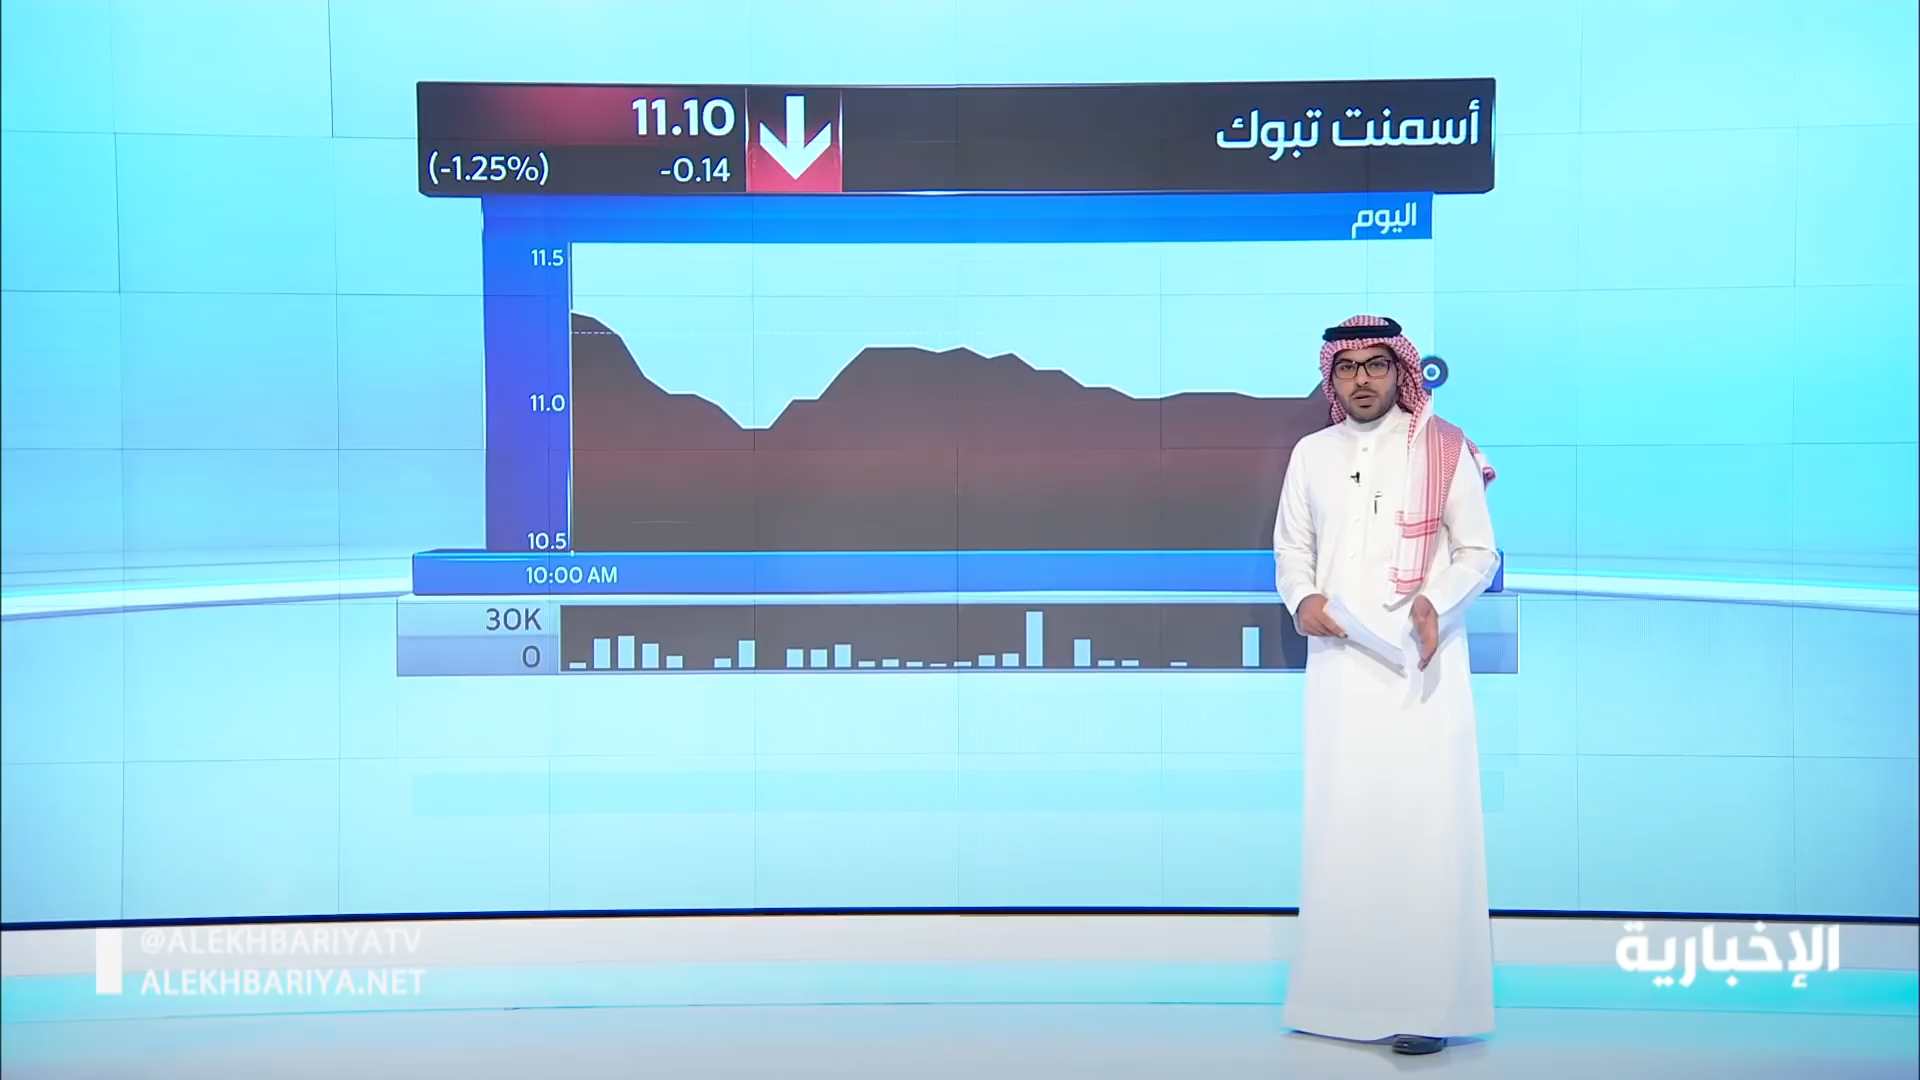 أسمنت تبوك
11.10
-0.14
(-1.25%)
اليوم
11.5
11.0
10.5
10:00 AM
30K
0
@ALEKHBARIYATV
ALEKHBARIYA.NET
الإخبارية